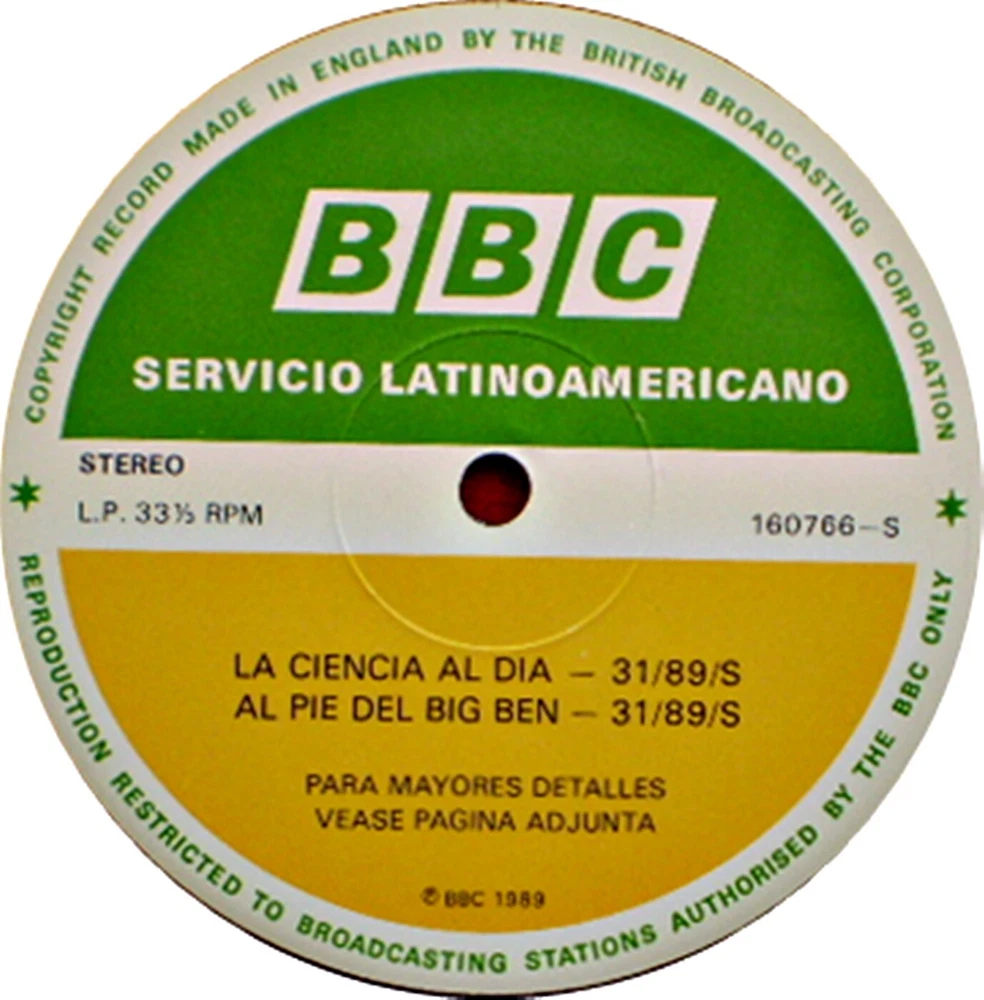 COPYRIGHT RECORD MADE IN ENGLAND BY THE BRITISH BROADCASTING CORPORATION
BBC
SERVICIO LATINOAMERICANO
STEREO
L.P. 33⅓ RPM
160766-S
LA CIENCIA AL DIA - 31/89/S
AL PIE DEL BIG BEN - 31/89/S
PARA MAYORES DETALLES
VEASE PAGINA ADJUNTA
℗ BBC 1989
REPRODUCTION RESTRICTED TO BROADCASTING STATIONS AUTHORISED BY THE BBC ONLY